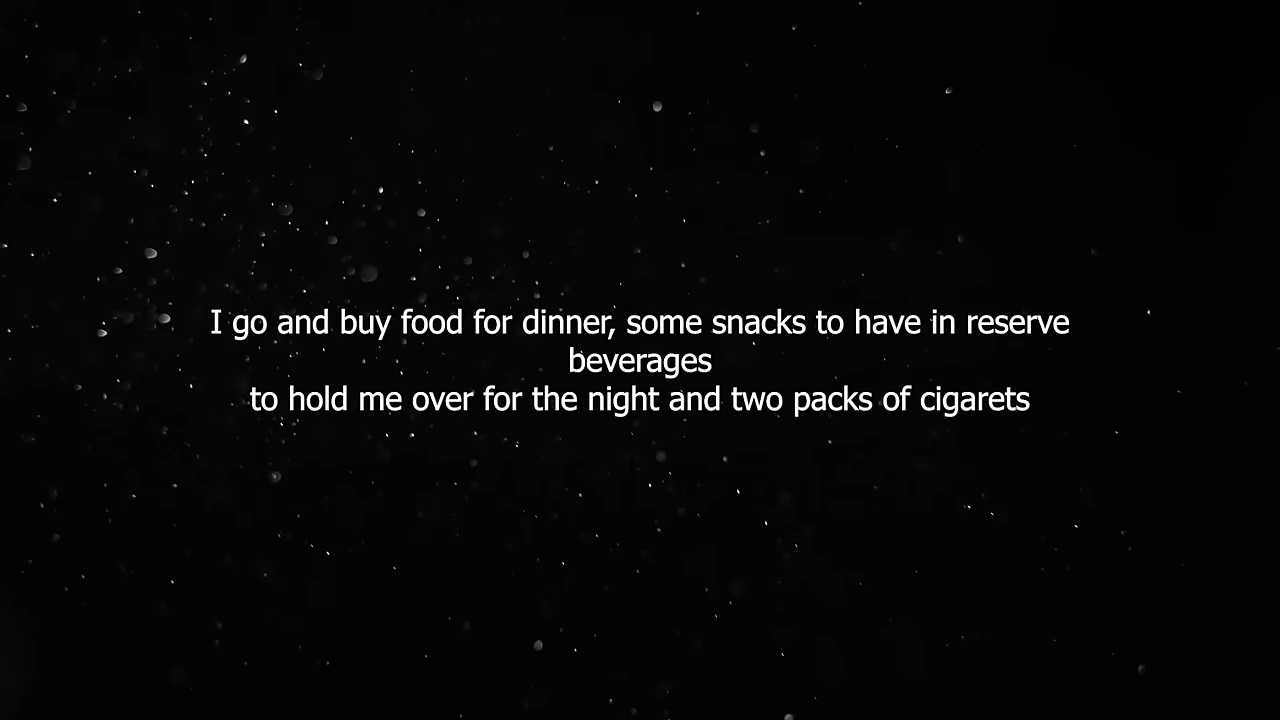 I go and buy food for dinner, some snacks to have in reserve
beverages
to hold me over for the night and two packs of cigarets